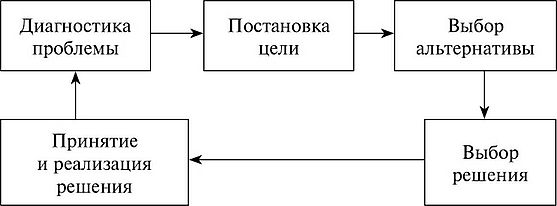 Диагностика
проблемы
Постановка
цели
Выбор
альтернативы
Принятие
и реализация
решения
Выбор
решения